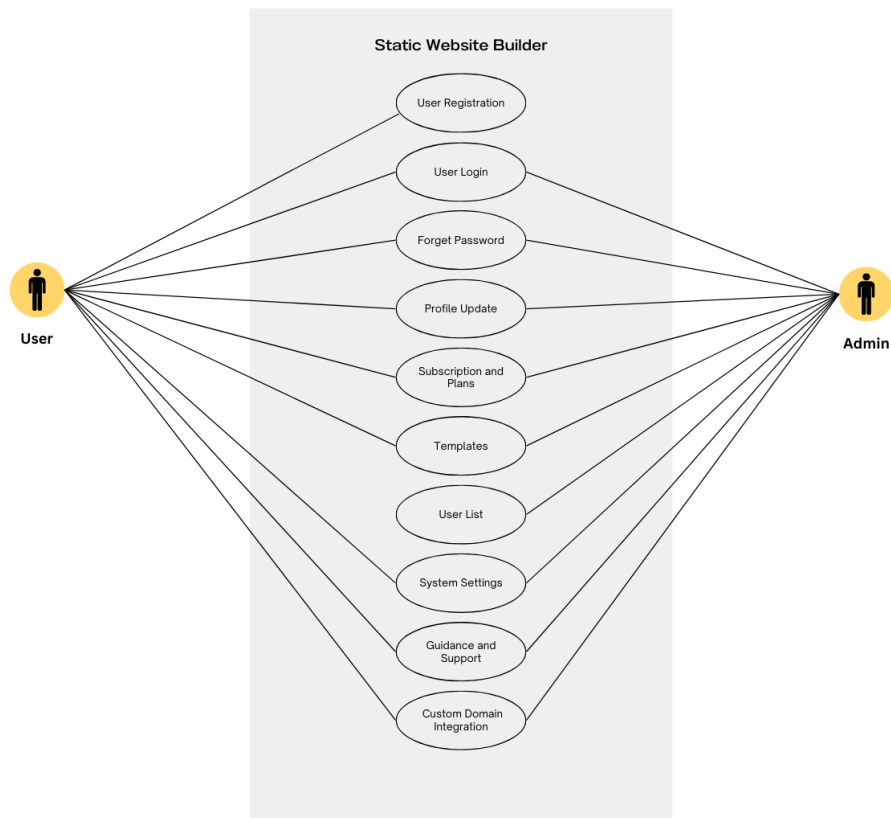 Static Website Builder
User Registration
User Login
Forget Password
Profile Update
User
Admin
Subscription and
Plans
Templates
User List
System Settings
Guidance and
Support
Custom Domain
Integration